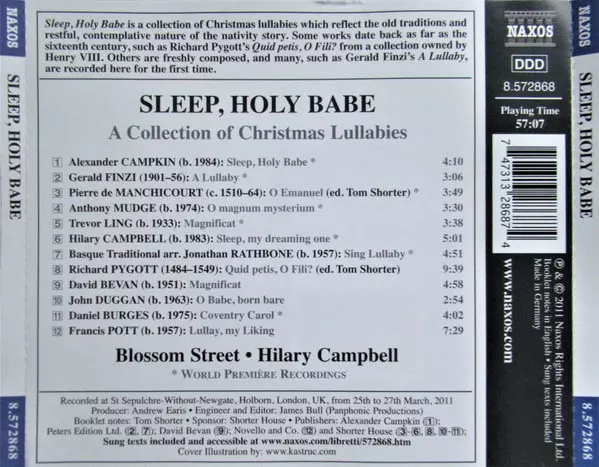 NAXOS
SLEEP, HOLY BABE
8.572868
Sleep, Holy Babe is a collection of Christmas lullabies which reflect the old traditions and
restful, contemplative nature of the nativity story. Some works date back as far as the
sixteenth century, such as Richard Pygott's Quid petis, O Fili? from a collection owned by
Henry VIII. Others are freshly composed, and many, such as Gerald Finzi's A Lullaby,
are recorded here for the first time.
SLEEP, HOLY BABE
A Collection of Christmas Lullabies
1 Alexander CAMPKIN (b. 1984): Sleep, Holy Babe * 4:10
2 Gerald FINZI (1901–56): A Lullaby * 3:06
3 Pierre de MANCHICOURT (c. 1510–64): O Emanuel (ed. Tom Shorter) * 3:49
4 Anthony MUDGE (b. 1974): O magnum mysterium * 3:30
5 Trevor LING (b. 1933): Magnificat * 3:38
6 Hilary CAMPBELL (b. 1983): Sleep, my dreaming one * 5:01
7 Basque Traditional arr. Jonathan RATHBONE (b. 1957): Sing Lullaby * 4:51
8 Richard PYGOTT (1484–1549): Quid petis, O Fili? (ed. Tom Shorter) 9:39
9 David BEVAN (b. 1951): Magnificat 4:58
10 John DUGGAN (b. 1963): O Babe, born bare 2:54
11 Daniel BURGES (b. 1975): Coventry Carol * 4:02
12 Francis POTT (b. 1957): Lullay, my Liking 7:29
Blossom Street • Hilary Campbell
* WORLD PREMIÈRE RECORDINGS
Recorded at St Sepulchre-Without-Newgate, Holborn, London, UK, from 25th to 27th March, 2011
Producer: Andrew Earis • Engineer and Editor: James Bull (Panphonic Productions)
Booklet notes: Tom Shorter • Sponsor: Shorter House • Publishers: Alexander Campkin (1);
Peters Edition Ltd (2, 7); David Bevan (9); Novello and Co. (12) and Shorter House (3–6, 8, 10–11);
Sung texts included and accessible at www.naxos.com/libretti/572868.htm
Cover Illustration by: www.kastruc.com
NAXOS
DDD
8.572868
Playing Time
57:07
7 47313 28687 4
℗ & © 2011 Naxos Rights International Ltd.
Booklet notes in English • Sung texts included
Made in Germany
www.naxos.com
NAXOS
SLEEP, HOLY BABE
8.572868